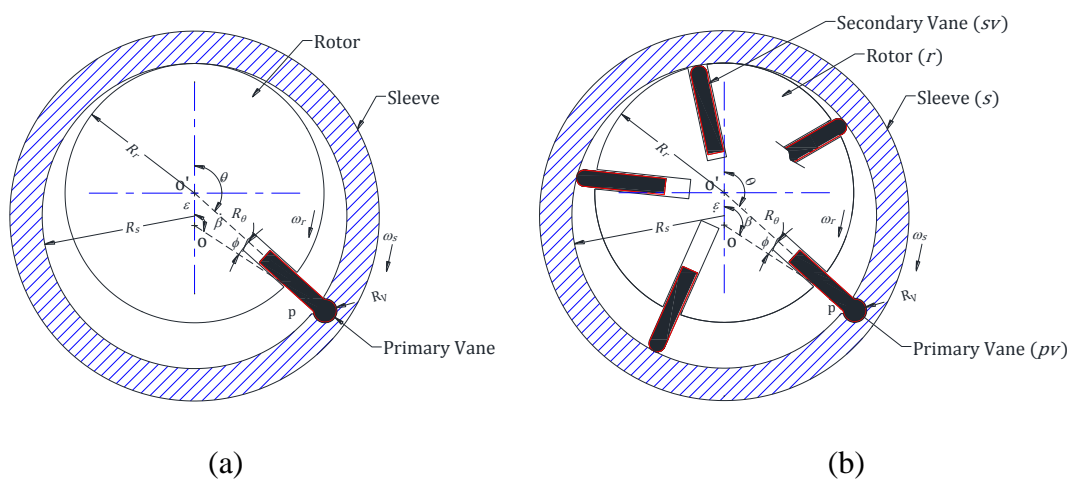 Rotor
Sleeve
R_r
O'
θ
ε
β
R_θ
O
ϕ
R_s
ω_r
ω_s
R_V
p
Primary Vane
(a)
Secondary Vane (sv)
Rotor (r)
Sleeve (s)
R_r
O'
θ
ε
β
R_θ
O
ϕ
R_s
ω_r
ω_s
R_V
p
Primary Vane (pv)
(b)